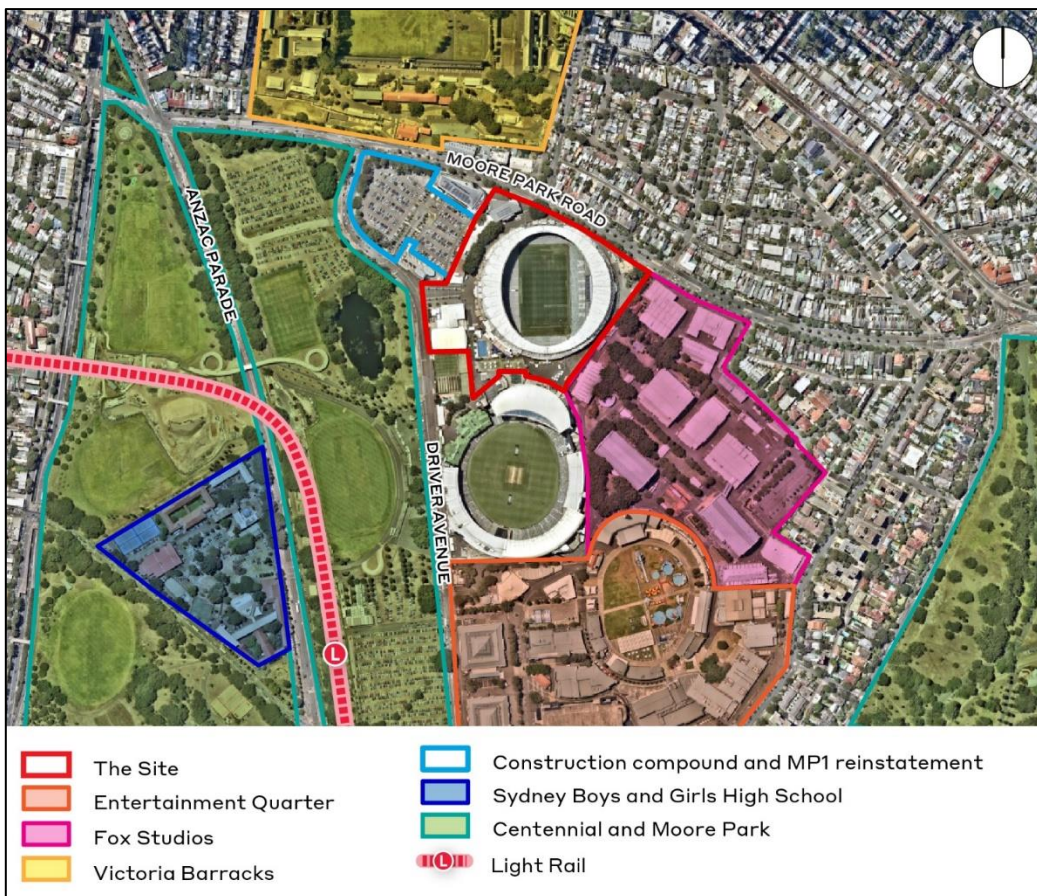 MOORE PARK ROAD
ANZAC PARADE
DRIVER AVENUE
L
The Site
Entertainment Quarter
Fox Studios
Victoria Barracks
Construction compound and MP1 reinstatement
Sydney Boys and Girls High School
Centennial and Moore Park
L
Light Rail